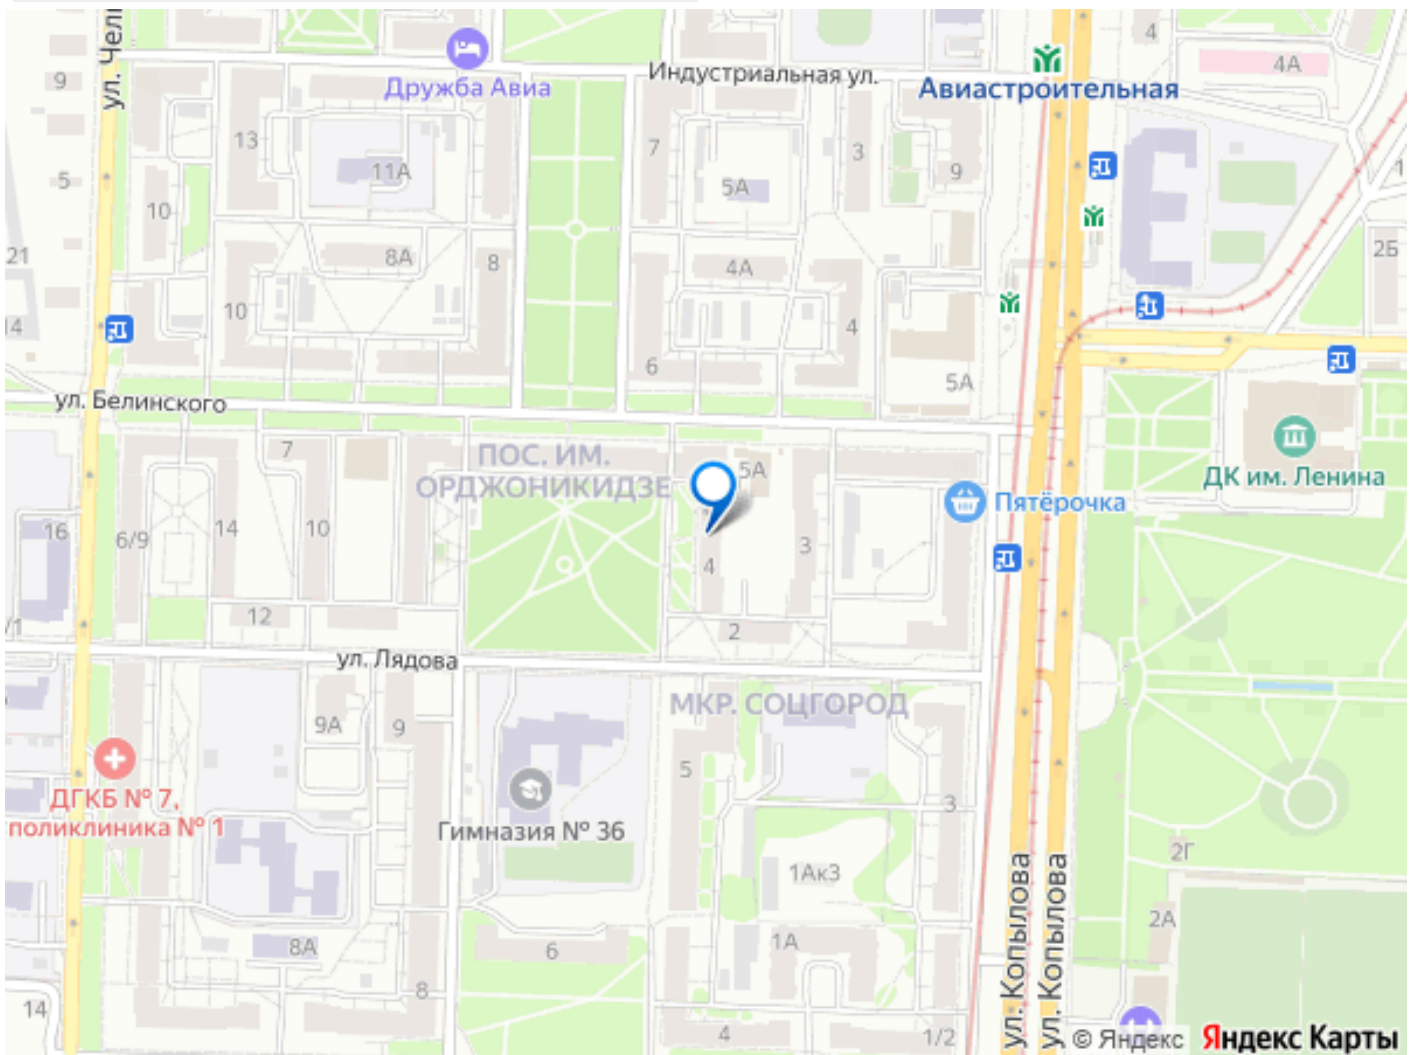 ул. Чел
4
Индустриальная ул.
4А
9
Дружба Авиа
Авиастроительная
13
7
3
11А
5А
9
5
1
10
21
8А
8
4А
2Б
10
14
4
6
5А
ул. Белинского
7
ПОС. ИМ.
ОРДЖОНИКИДЗЕ
5А
ДК им. Ленина
Пятёрочка
16
6/9
14
10
3
4
12
/1
2
ул. Лядова
МКР. СОЦГОРОД
9А
9
5
3
ДГКБ № 7,
поликлиника № 1
Гимназия № 36
2Г
1Ак3
2А
8А
6
1А
8
14
4
1/2
ул. Копылова
ул. Копылова
© Яндекс Яндекс Карты